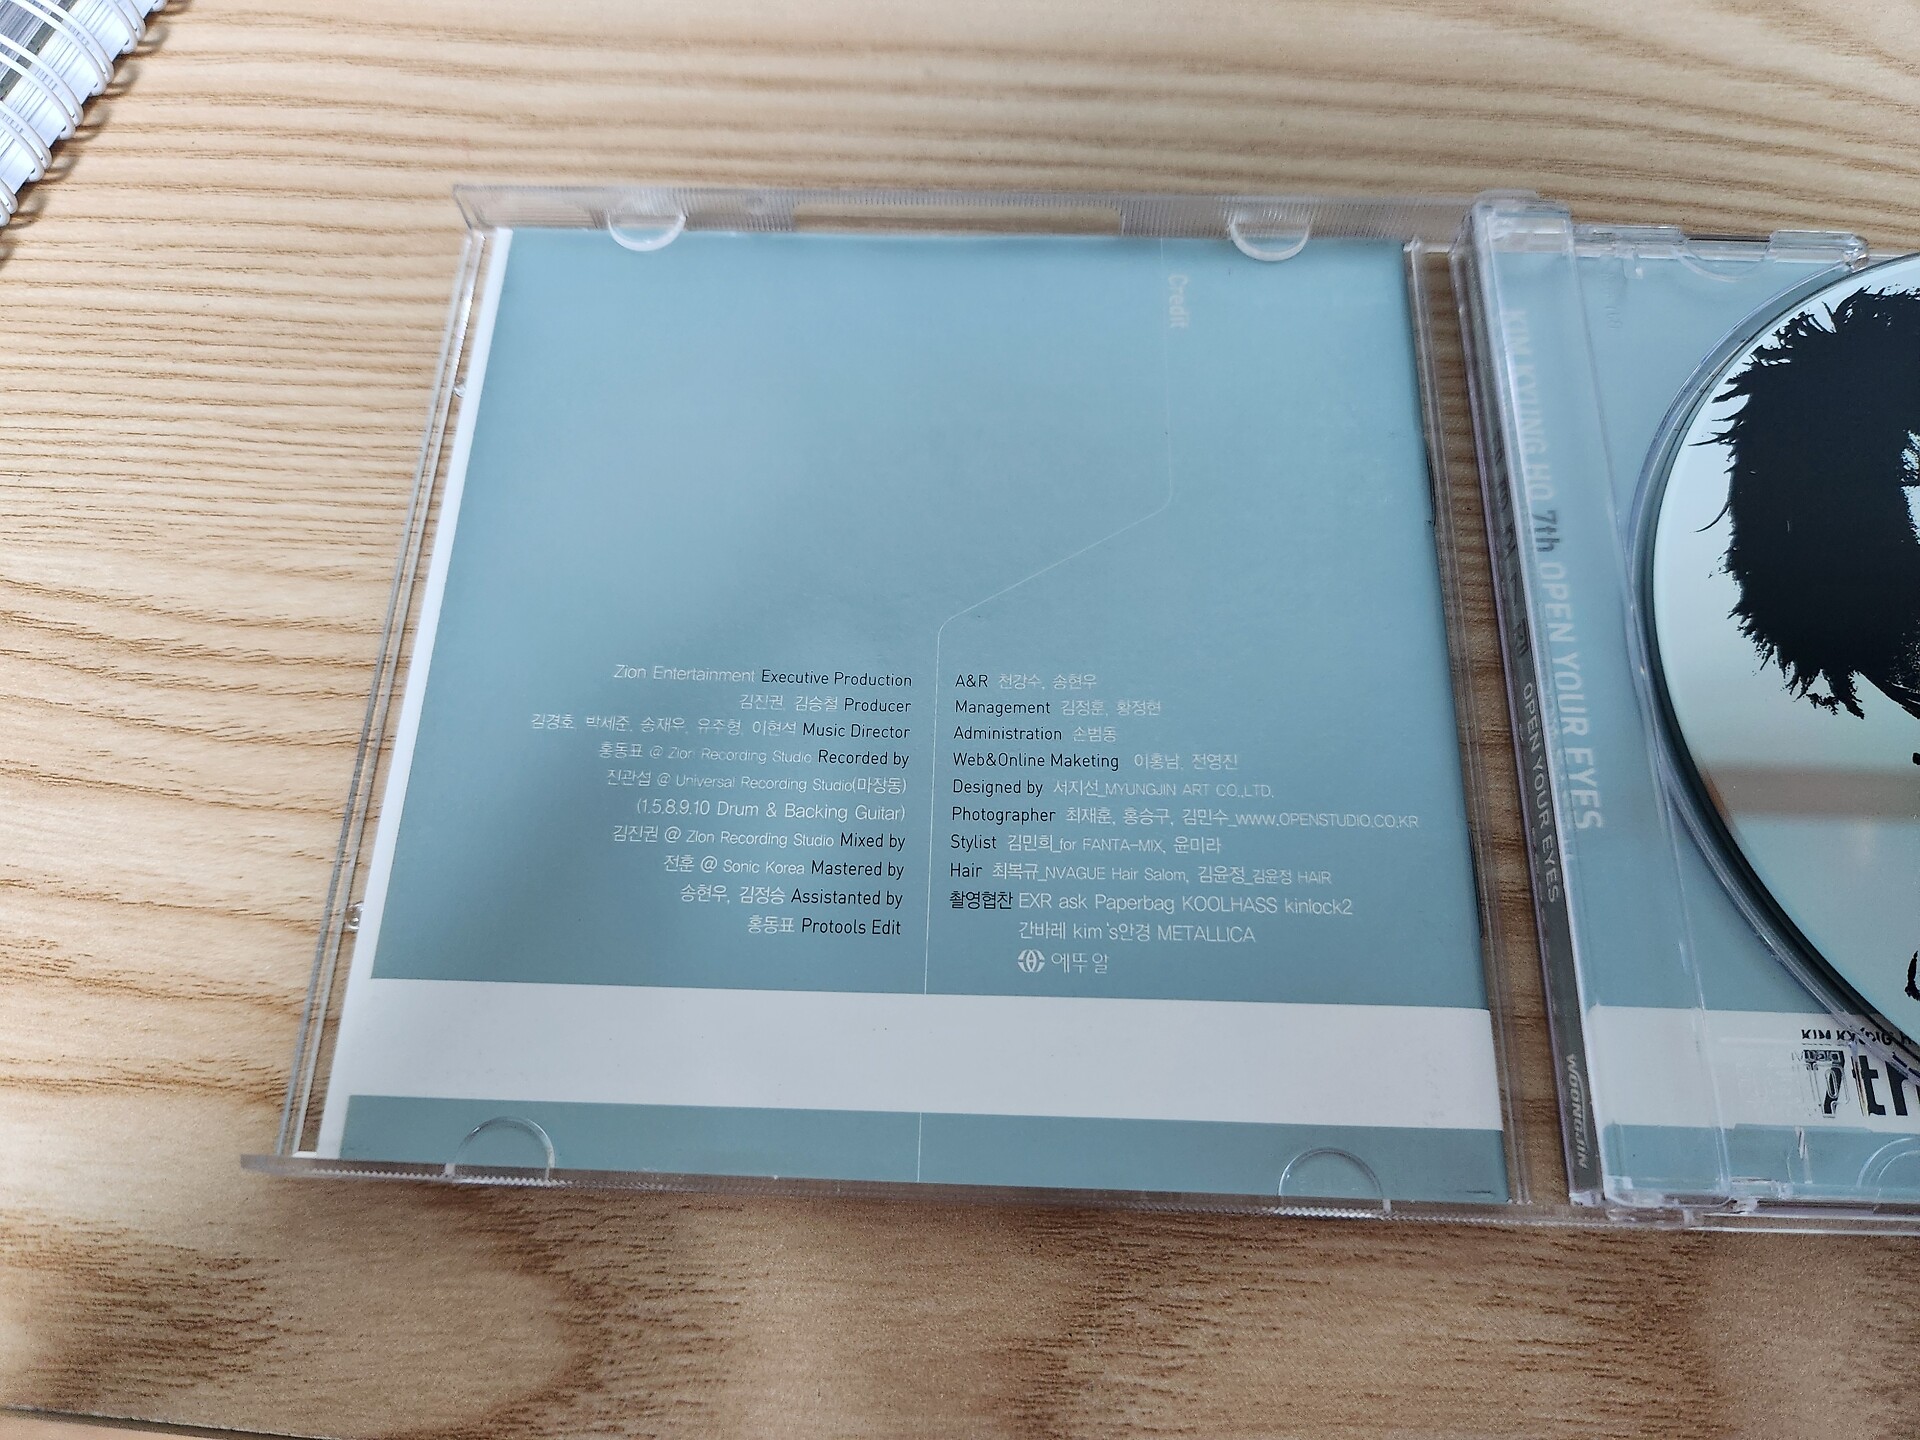 Credit
Zion Entertainment Executive Production
김진권, 김승철 Producer
김경호, 박세준, 송재우, 유주형, 이현석 Music Director
홍동표 @ Zion Recording Studio Recorded by
진관섭 @ Universal Recording Studio(마장동)
(1.5.8.9.10 Drum & Backing Guitar)
김진권 @ Zion Recording Studio Mixed by
전훈 @ Sonic Korea Mastered by
송현우, 김정승 Assistanted by
홍동표 Protools Edit
A&R 천강수, 송현우
Management 김정훈, 황정현
Administration 손범동
Web&Online Maketing 이홍남, 전영진
Designed by 서지선_MYUNGJIN ART CO.,LTD.
Photographer 최재훈, 홍승구, 김민수_WWW.OPENSTUDIO.CO.KR
Stylist 김민희_for FANTA-MIX, 윤미라
Hair 최복규_NVAGUE Hair Salom, 김윤정_김윤정 HAIR
촬영협찬 EXR ask Paperbag KOOLHASS kinlock2
간바레 kim's안경 METALLICA
에뚜알
KIM KYUNG HO 7th OPEN YOUR EYES
OPEN YOUR EYES
WOONGJIN
7th